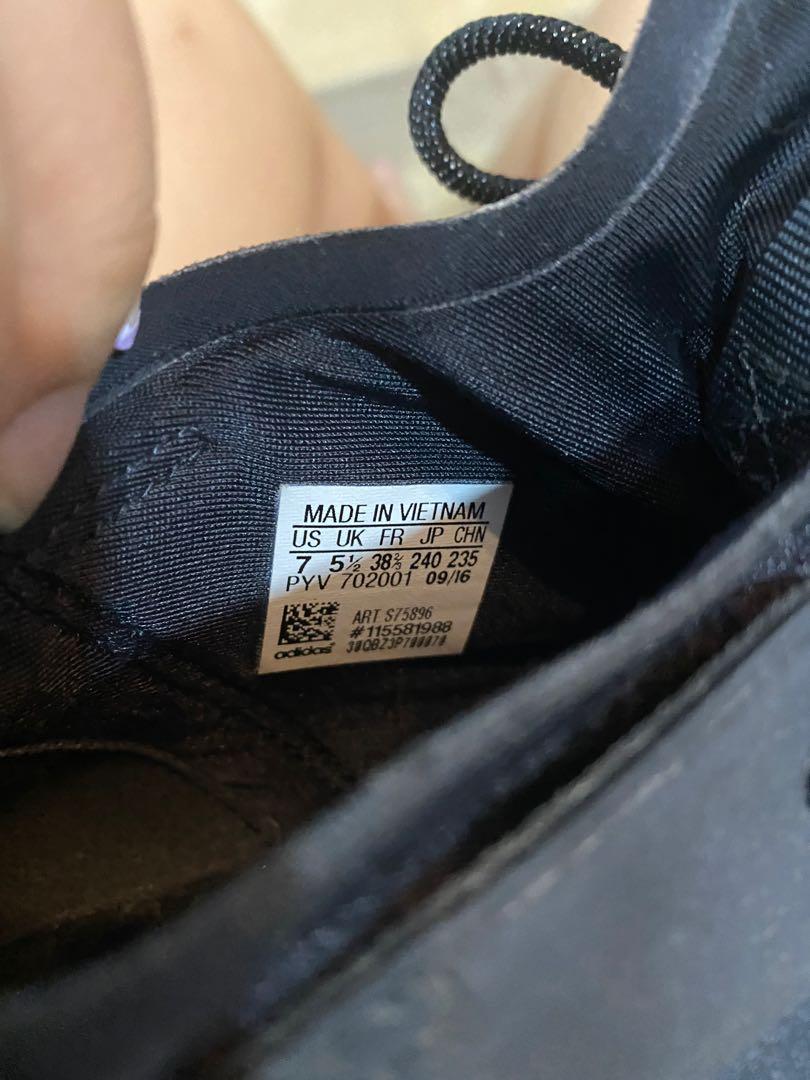 MADE IN VIETNAM
US UK FR JP CHN
7 5½ 38⅔ 240 235
PYV 702001 09/16
ART S75896
#115581988
adidas